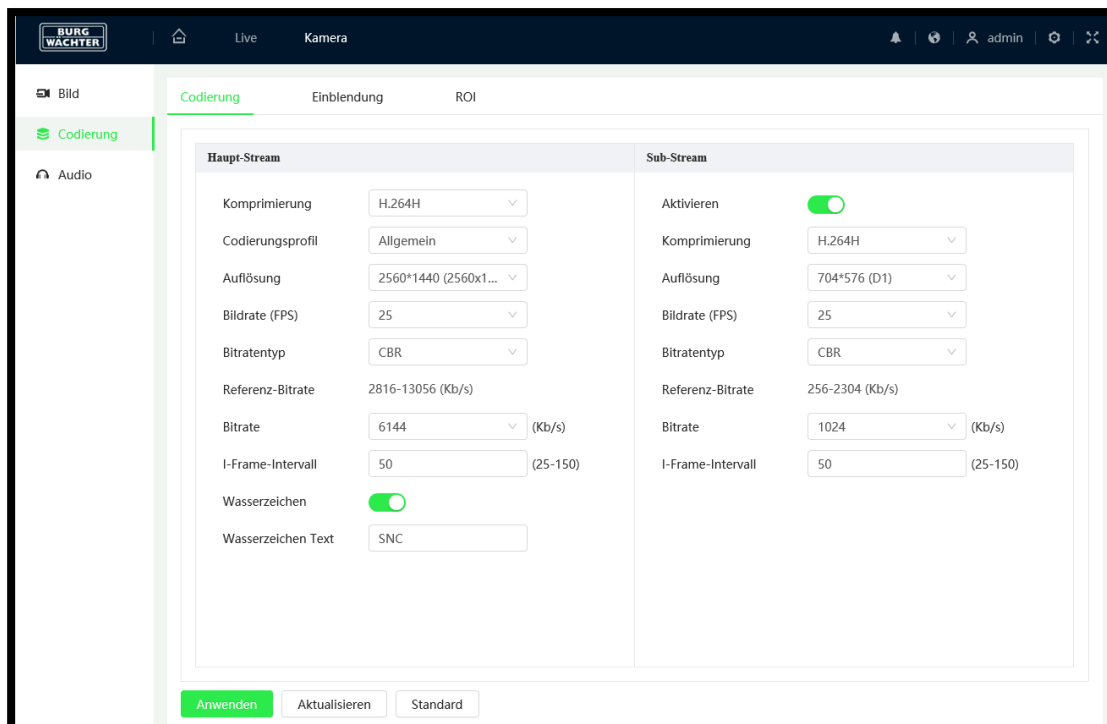 BURG
WÄCHTER
Live
Kamera
admin
Bild
Codierung
Audio
Codierung
Einblendung
ROI
Haupt-Stream
Komprimierung H.264H
Codierungsprofil Allgemein
Auflösung 2560*1440 (2560x1...
Bildrate (FPS) 25
Bitratentyp CBR
Referenz-Bitrate 2816-13056 (Kb/s)
Bitrate 6144 (Kb/s)
I-Frame-Intervall 50 (25-150)
Wasserzeichen
Wasserzeichen Text SNC
Sub-Stream
Aktivieren
Komprimierung H.264H
Auflösung 704*576 (D1)
Bildrate (FPS) 25
Bitratentyp CBR
Referenz-Bitrate 256-2304 (Kb/s)
Bitrate 1024 (Kb/s)
I-Frame-Intervall 50 (25-150)
Anwenden
Aktualisieren
Standard